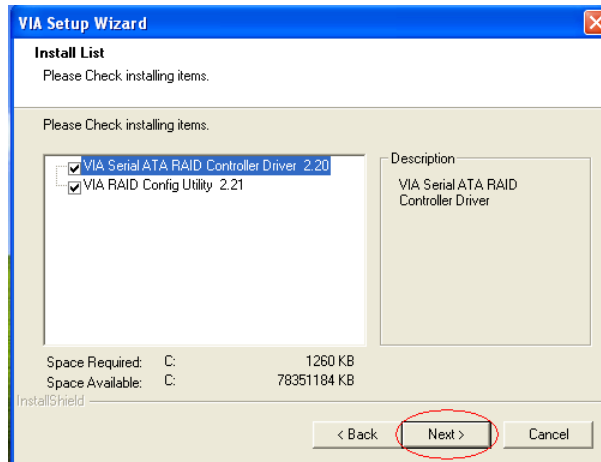 VIA Setup Wizard
Install List
Please Check installing items.
Please Check installing items.
VIA Serial ATA RAID Controller Driver 2.20
VIA RAID Config Utility 2.21
Description
VIA Serial ATA RAID
Controller Driver
Space Required: C: 1260 KB
Space Available: C: 78351184 KB
InstallShield
< Back Next > Cancel